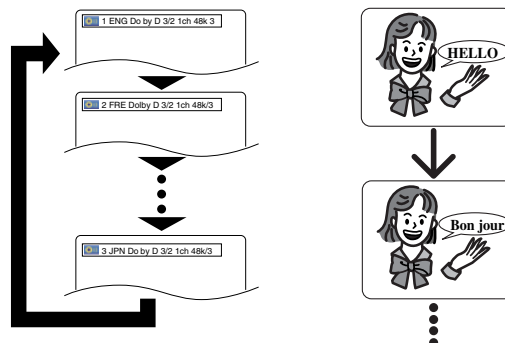 1 ENG Do by D 3/2 1ch 48k 3
HELLO
2 FRE Dolby D 3/2 1ch 48k/3
Bon jour
3 JPN Do by D 3/2 1ch 48k/3